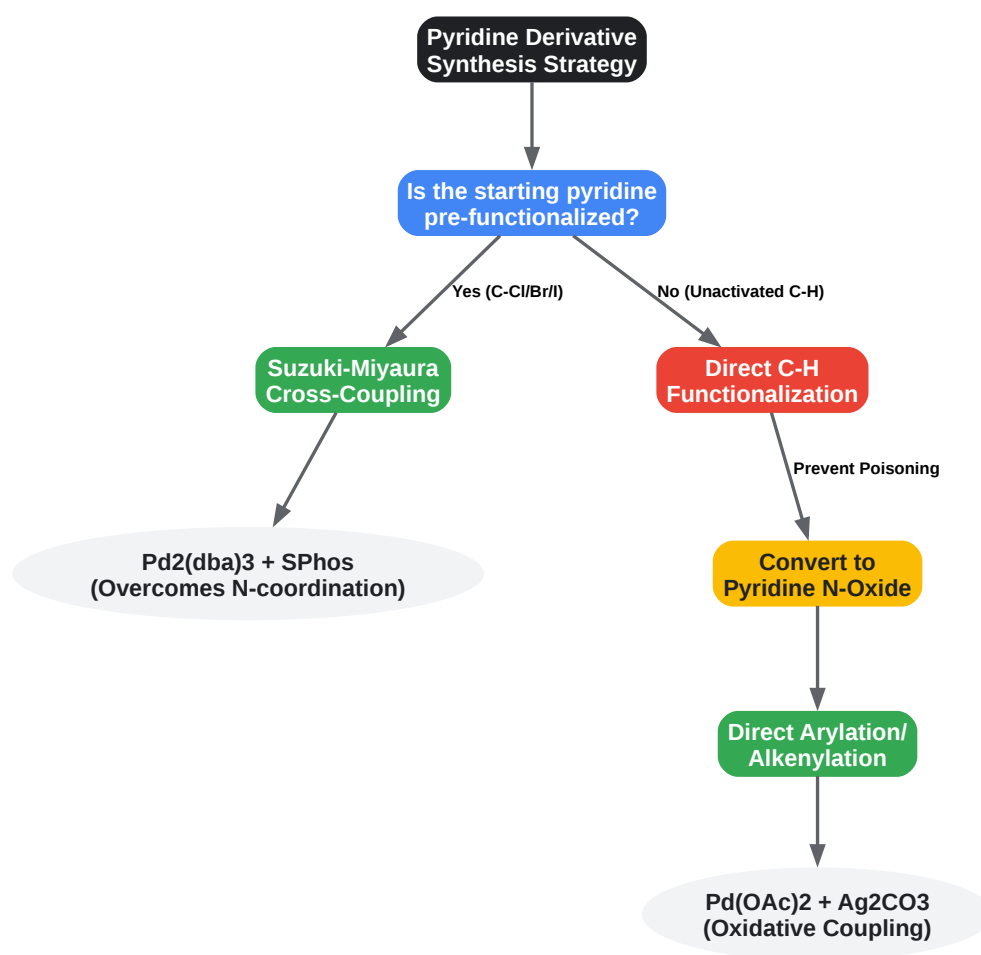 Pyridine Derivative
Synthesis Strategy
Is the starting pyridine
pre-functionalized?
Yes (C-Cl/Br/I)
No (Unactivated C-H)
Suzuki-Miyaura
Cross-Coupling
Direct C-H
Functionalization
Prevent Poisoning
Pd2(dba)3 + SPhos
(Overcomes N-coordination)
Convert to
Pyridine N-Oxide
Direct Arylation/
Alkenylation
Pd(OAc)2 + Ag2CO3
(Oxidative Coupling)